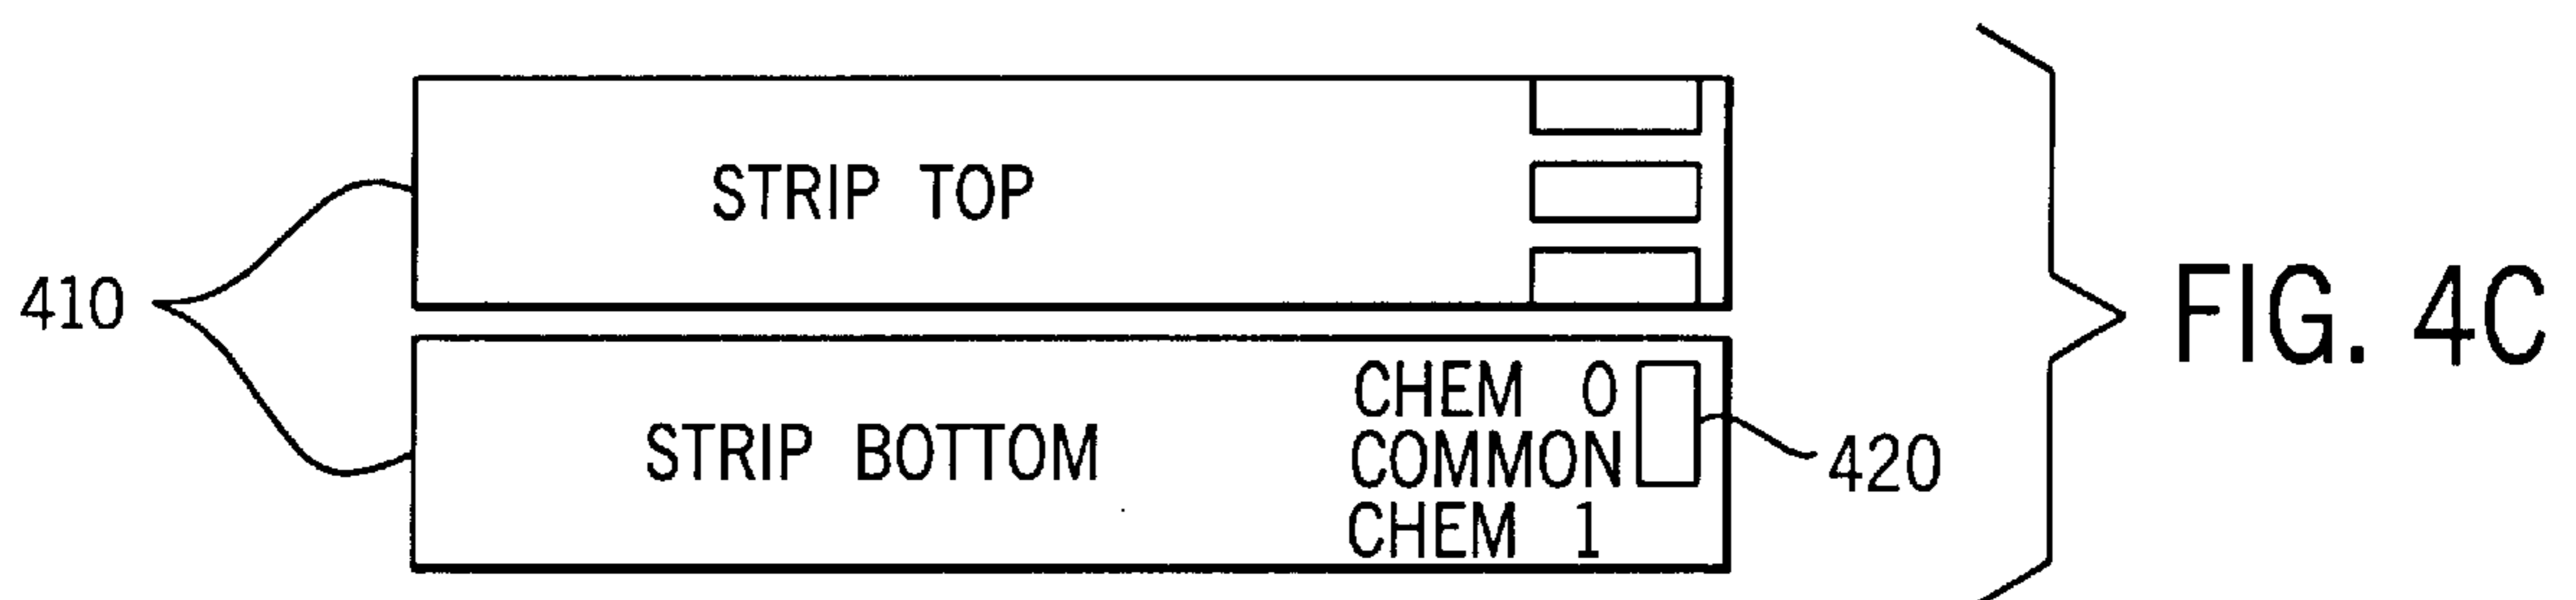 STRIP TOP
410
FIG. 4C
CHEM 0
STRIP BOTTOM
COMMON
420
CHEM 1